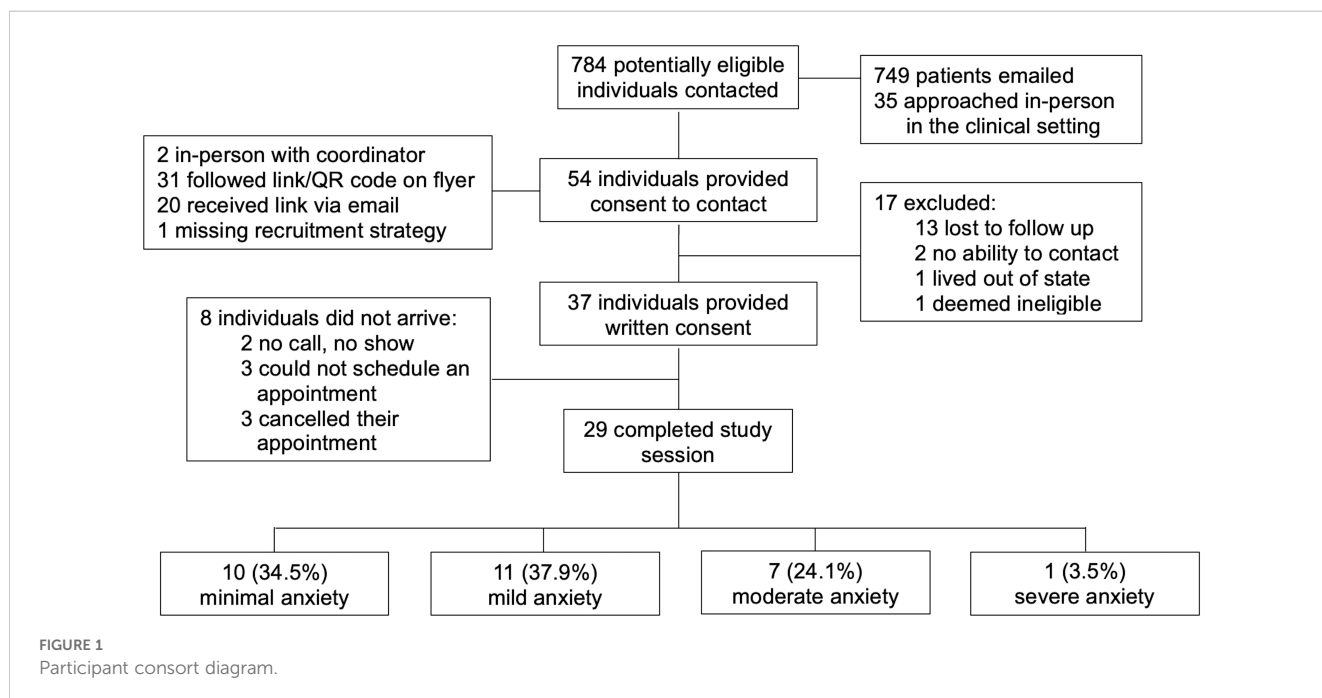 784 potentially eligible
individuals contacted
749 patients emailed
35 approached in-person
in the clinical setting
2 in-person with coordinator
31 followed link/QR code on flyer
20 received link via email
1 missing recruitment strategy
54 individuals provided
consent to contact
17 excluded:
13 lost to follow up
2 no ability to contact
1 lived out of state
1 deemed ineligible
37 individuals provided
written consent
8 individuals did not arrive:
2 no call, no show
3 could not schedule an
appointment
3 cancelled their
appointment
29 completed study
session
10 (34.5%)
minimal anxiety
11 (37.9%)
mild anxiety
7 (24.1%)
moderate anxiety
1 (3.5%)
severe anxiety
FIGURE 1
Participant consort diagram.